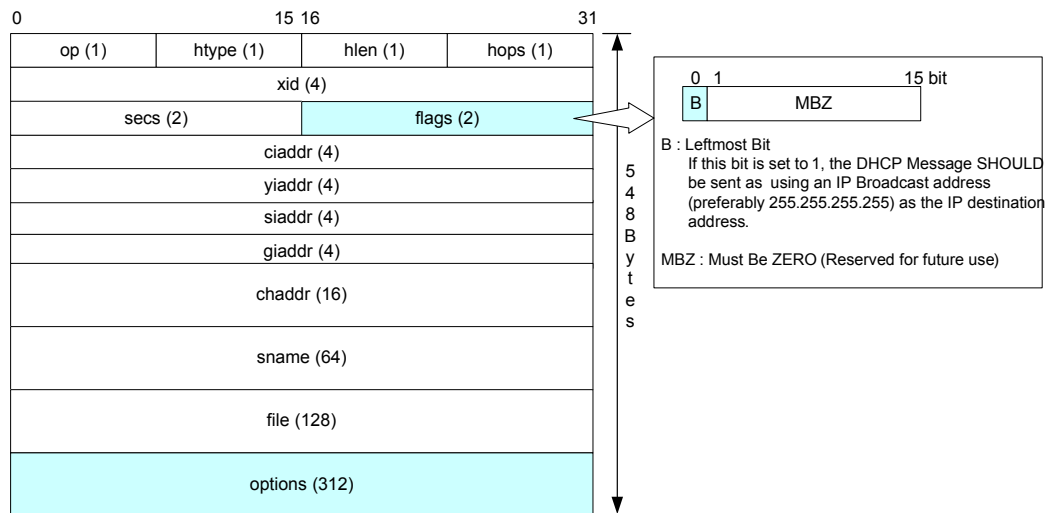 0 15 16 31
op (1) htype (1) hlen (1) hops (1)
xid (4)
secs (2) flags (2)
ciaddr (4)
yiaddr (4)
siaddr (4)
giaddr (4)
chaddr (16)
sname (64)
file (128)
options (312)
548Bytes
0 1 15 bit
B MBZ
B : Leftmost Bit
If this bit is set to 1, the DHCP Message SHOULD
be sent as using an IP Broadcast address
(preferably 255.255.255.255) as the IP destination
address.
MBZ : Must Be ZERO (Reserved for future use)